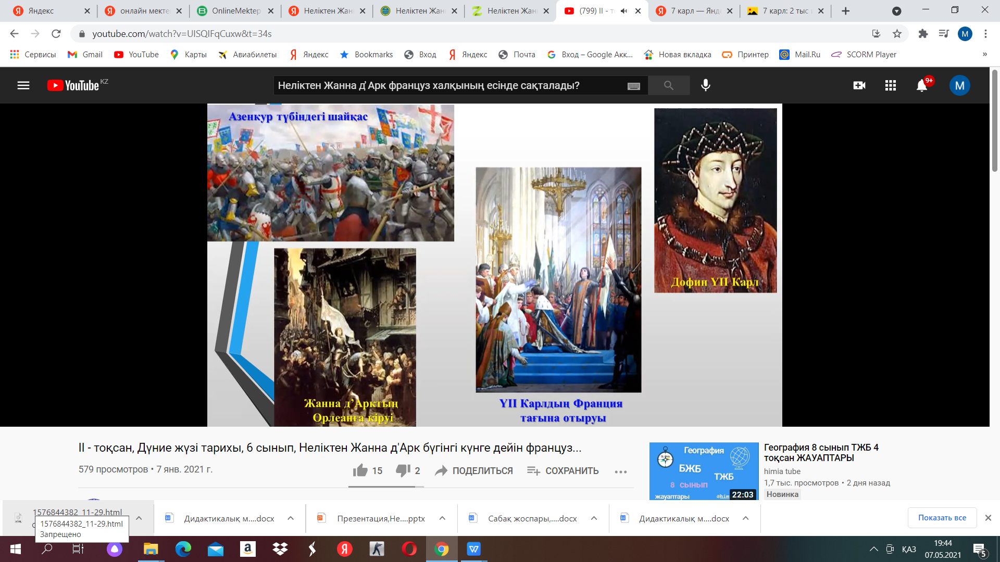 Яндекс
онлайн мекте
OnlineMektep
Неліктен Жан
Неліктен Жан
Неліктен Жан
(799) II - т
7 карл — Янд
7 карл: 2 тыс
youtube.com/watch?v=UISQIFqCuxw&t=34s
M
Сервисы
Gmail
YouTube
Карты
Авиабилеты
Яндекс
Bookmarks
Вход
Яндекс
Почта
Вход – Google Акк...
Новая вкладка
Принтер
Mail.Ru
SCORM Player
»
YouTube KZ
Неліктен Жанна д'Арк француз халқының есінде сақталады?
9+
M
Азенкур түбіндегі шайқас
Дофин ҮІІ Карл
Жанна д’Арктың
Орлеанға кіруі
ҮІІ Карлдың Франция
тағына отыруы
II - тоқсан, Дүние жүзі тарихы, 6 сынып, Неліктен Жанна д'Арк бүгінгі күнге дейін француз...
579 просмотров • 7 янв. 2021 г.
15
2
ПОДЕЛИТЬСЯ
СОХРАНИТЬ
География
БЖБ
ТЖБ
8 сынып
жауаптары
@him
22:03
География 8 сынып ТЖБ 4
тоқсан ЖАУАПТАРЫ
himia tube
1,7 тыс. просмотров • 2 дня назад
Новинка
1576844382_11-29.html
1576844382_11-29.html
Запрещено
Дидактикалық м....docx
Презентация,Не....pptx
Сабақ жоспары,....docx
Дидактикалық м....docx
Показать все
ҚАЗ
19:44
07.05.2021
5